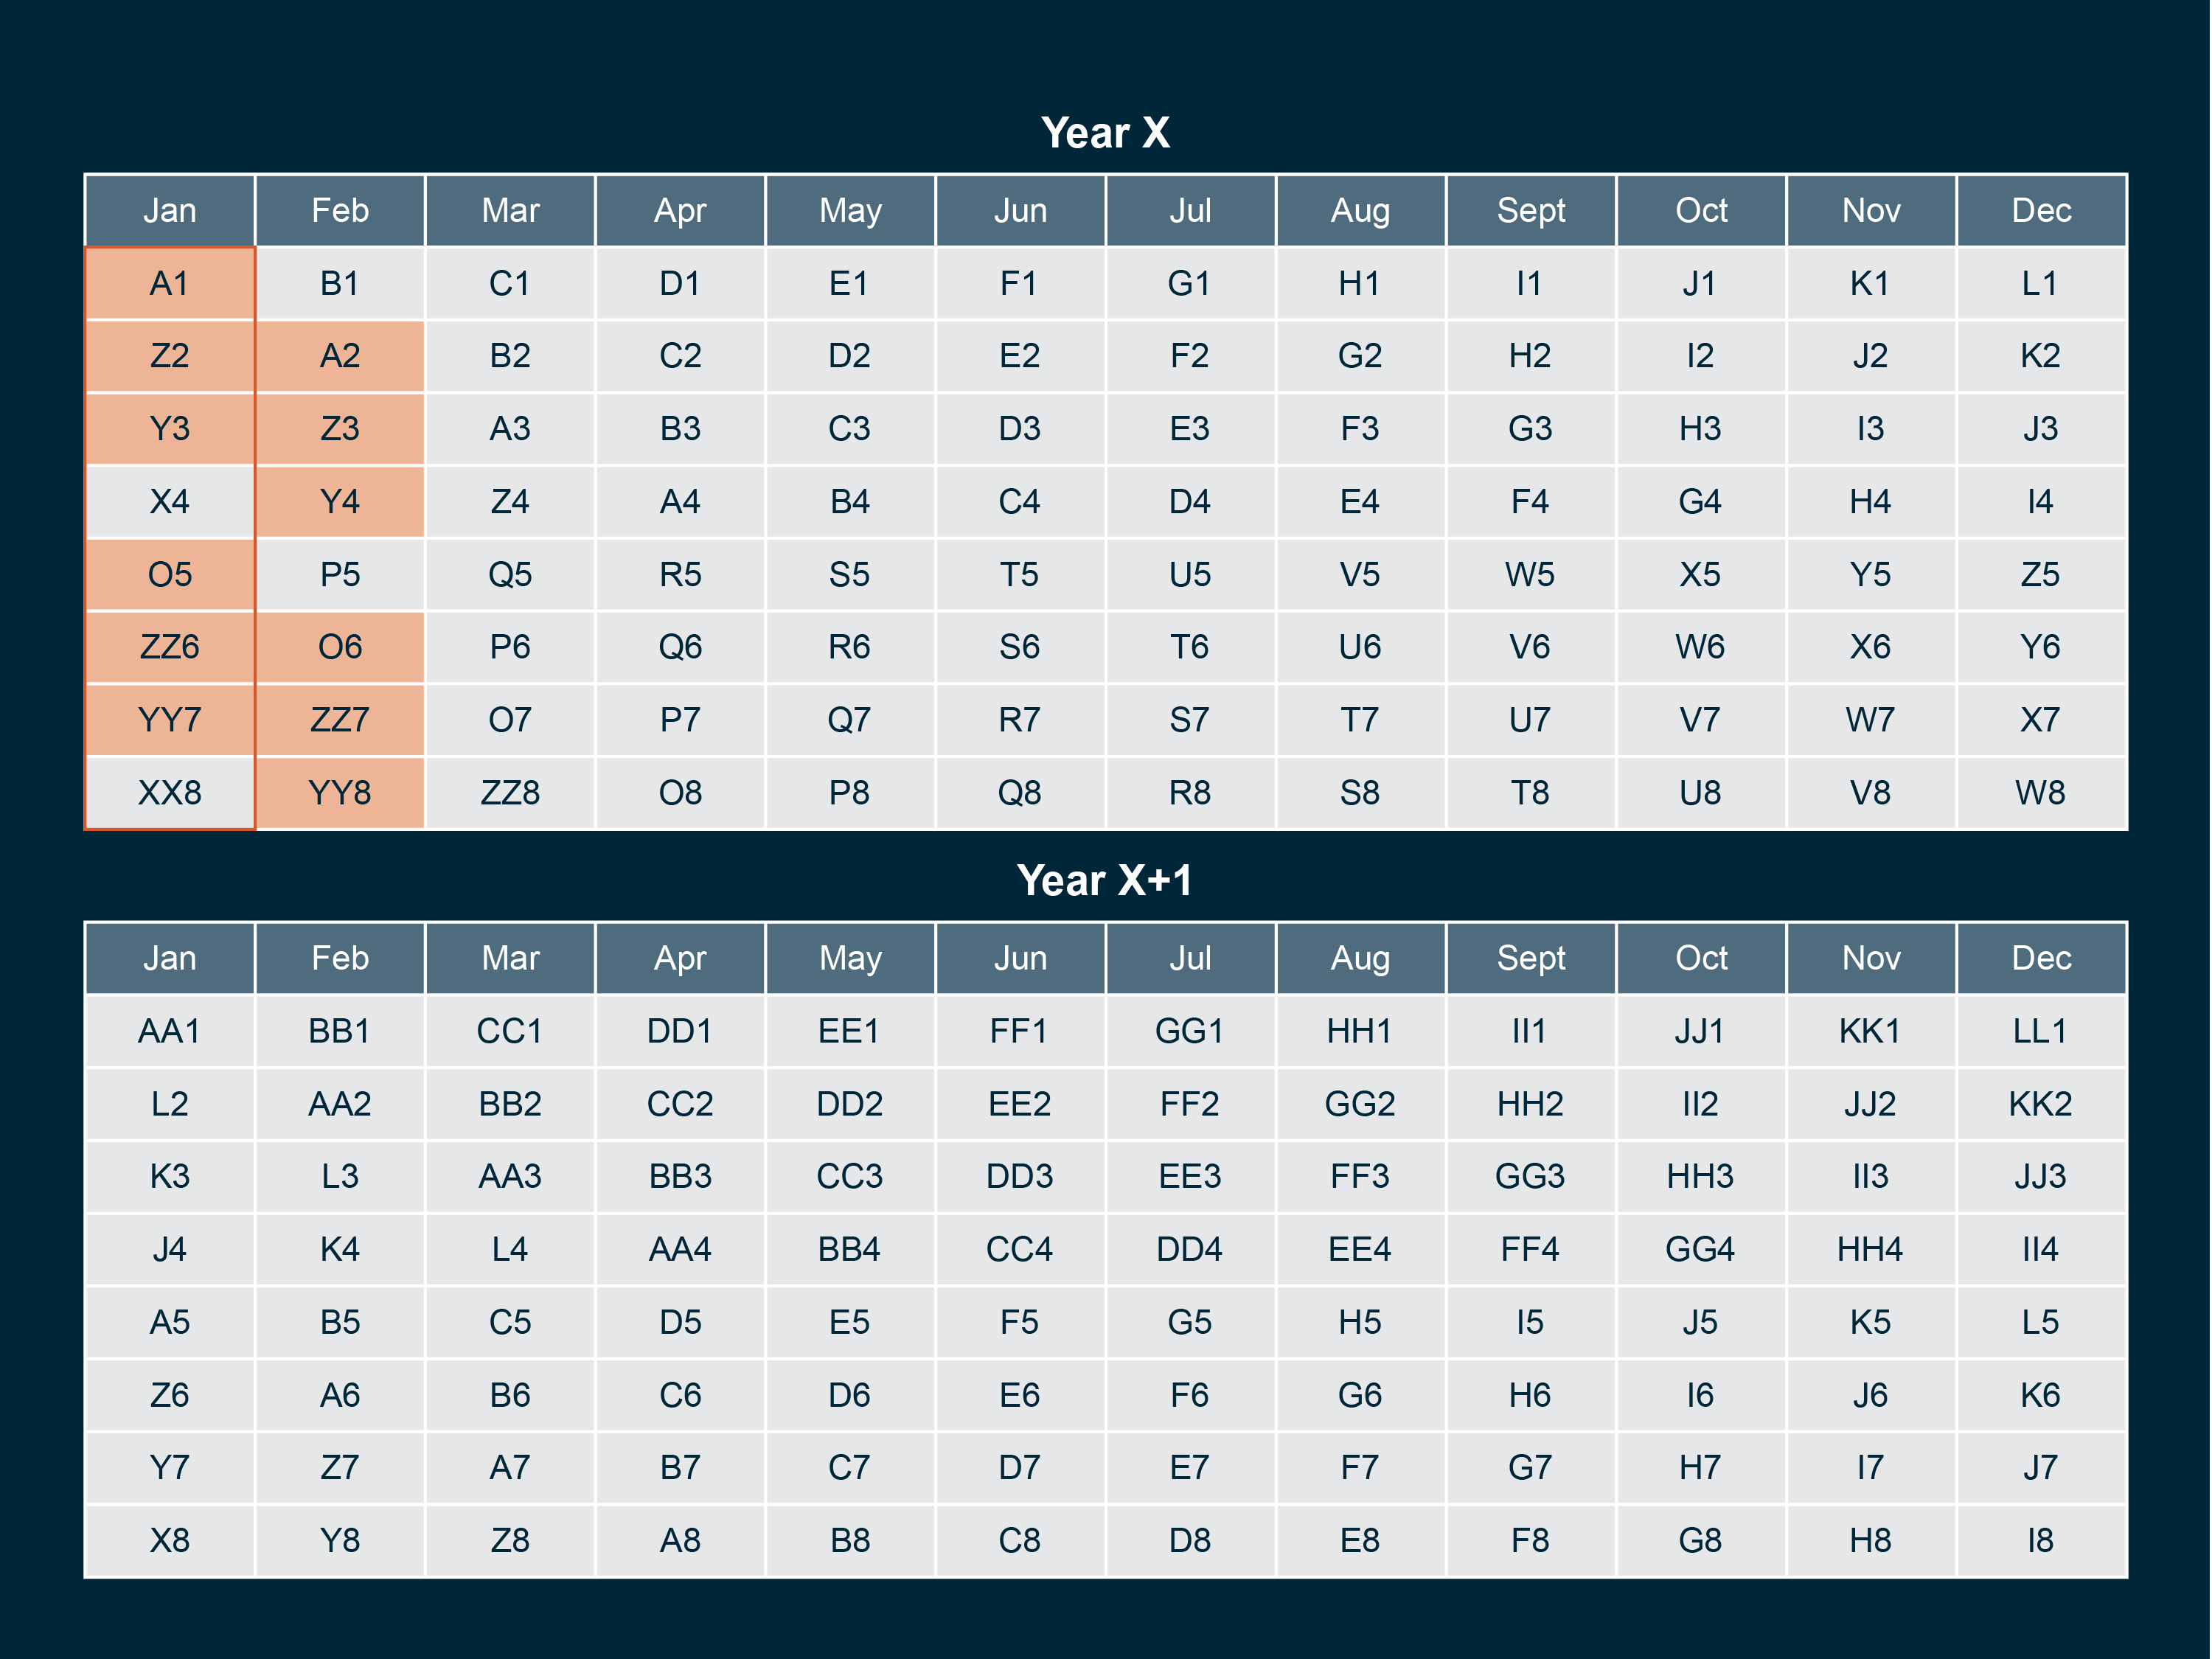 Year X
Jan Feb Mar Apr May Jun Jul Aug Sept Oct Nov Dec
A1 B1 C1 D1 E1 F1 G1 H1 I1 J1 K1 L1
Z2 A2 B2 C2 D2 E2 F2 G2 H2 I2 J2 K2
Y3 Z3 A3 B3 C3 D3 E3 F3 G3 H3 I3 J3
X4 Y4 Z4 A4 B4 C4 D4 E4 F4 G4 H4 I4
O5 P5 Q5 R5 S5 T5 U5 V5 W5 X5 Y5 Z5
ZZ6 O6 P6 Q6 R6 S6 T6 U6 V6 W6 X6 Y6
YY7 ZZ7 O7 P7 Q7 R7 S7 T7 U7 V7 W7 X7
XX8 YY8 ZZ8 O8 P8 Q8 R8 S8 T8 U8 V8 W8
Year X+1
Jan Feb Mar Apr May Jun Jul Aug Sept Oct Nov Dec
AA1 BB1 CC1 DD1 EE1 FF1 GG1 HH1 II1 JJ1 KK1 LL1
L2 AA2 BB2 CC2 DD2 EE2 FF2 GG2 HH2 II2 JJ2 KK2
K3 L3 AA3 BB3 CC3 DD3 EE3 FF3 GG3 HH3 II3 JJ3
J4 K4 L4 AA4 BB4 CC4 DD4 EE4 FF4 GG4 HH4 II4
A5 B5 C5 D5 E5 F5 G5 H5 I5 J5 K5 L5
Z6 A6 B6 C6 D6 E6 F6 G6 H6 I6 J6 K6
Y7 Z7 A7 B7 C7 D7 E7 F7 G7 H7 I7 J7
X8 Y8 Z8 A8 B8 C8 D8 E8 F8 G8 H8 I8